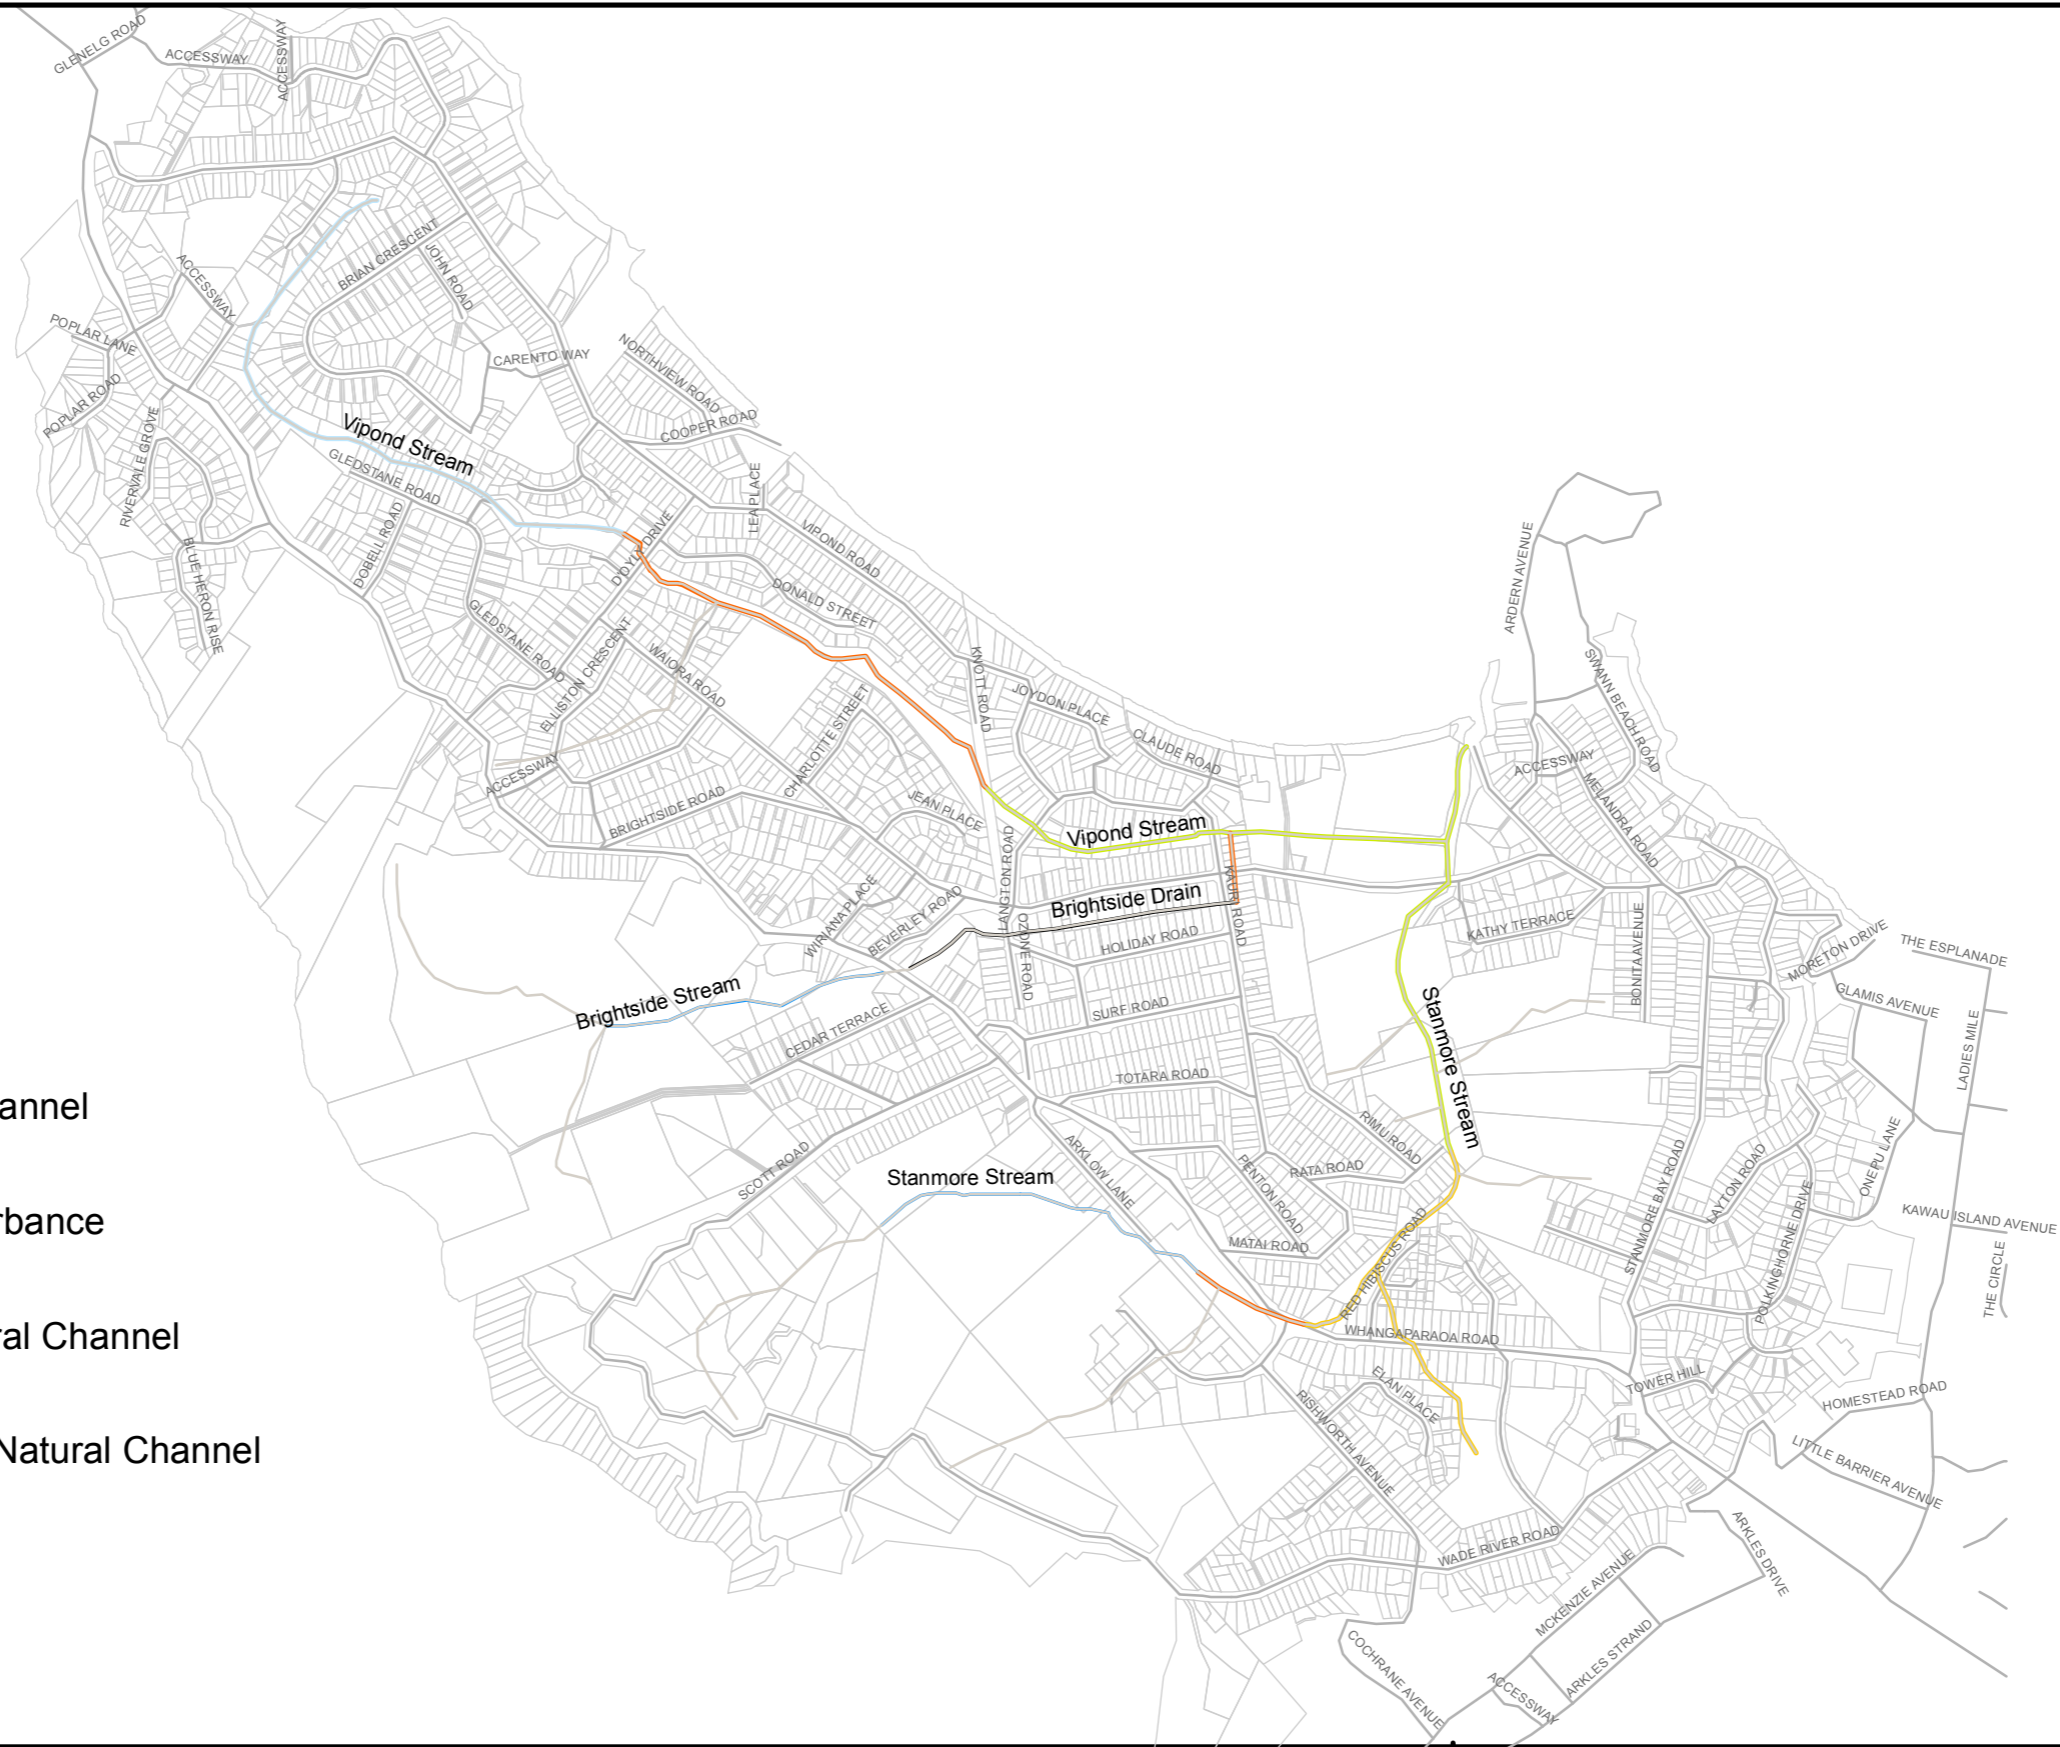 GLENELG ROAD
ACCESSWAY
ACCESSWAY
BRIAN CRESCENT
JOHN ROAD
ACCESSWAY
POPLAR LANE
POPLAR ROAD
CARENTO WAY
NORTHVIEW ROAD
COOPER ROAD
RIVERVALE GROVE
Vipond Stream
GLEDSTANE ROAD
LEA PLACE
DOBELL ROAD
BLUE HERON RISE
D'OYLY DRIVE
VIPOND ROAD
DONALD STREET
ARDERN AVENUE
GLEDSTANE ROAD
ELLISTON CRESCENT
WAIORA ROAD
KNOTT ROAD
JOYDON PLACE
SWANN BEACH ROAD
CHARLOTTE STREET
CLAUDE ROAD
ACCESSWAY
ACCESSWAY
MELANDRA ROAD
BRIGHTSIDE ROAD
JEAN PLACE
Vipond Stream
LANGTON ROAD
KAURI ROAD
WIRIANA PLACE
BEVERLEY ROAD
Brightside Drain
OZONE ROAD
HOLIDAY ROAD
KATHY TERRACE
BONITA AVENUE
MORETON DRIVE
THE ESPLANADE
Brightside Stream
CEDAR TERRACE
SURF ROAD
Stanmore Stream
GLAMIS AVENUE
LADIES MILE
TOTARA ROAD
annel
RIMU ROAD
ARKLOW LANE
SCOTT ROAD
Stanmore Stream
PENTON ROAD
RATA ROAD
STANMORE BAY ROAD
LAYTON ROAD
ONEPU LANE
rbance
MATAI ROAD
RED HIBISCUS ROAD
POLKINGHORNE DRIVE
KAWAU ISLAND AVENUE
THE CIRCLE
ral Channel
WHANGAPARAOA ROAD
ELAN PLACE
TOWER HILL
HOMESTEAD ROAD
RISHWORTH AVENUE
LITTLE BARRIER AVENUE
Natural Channel
WADE RIVER ROAD
ARKLES DRIVE
MCKENZIE AVENUE
COCHRANE AVENUE
ARKLES STRAND
ACCESSWAY